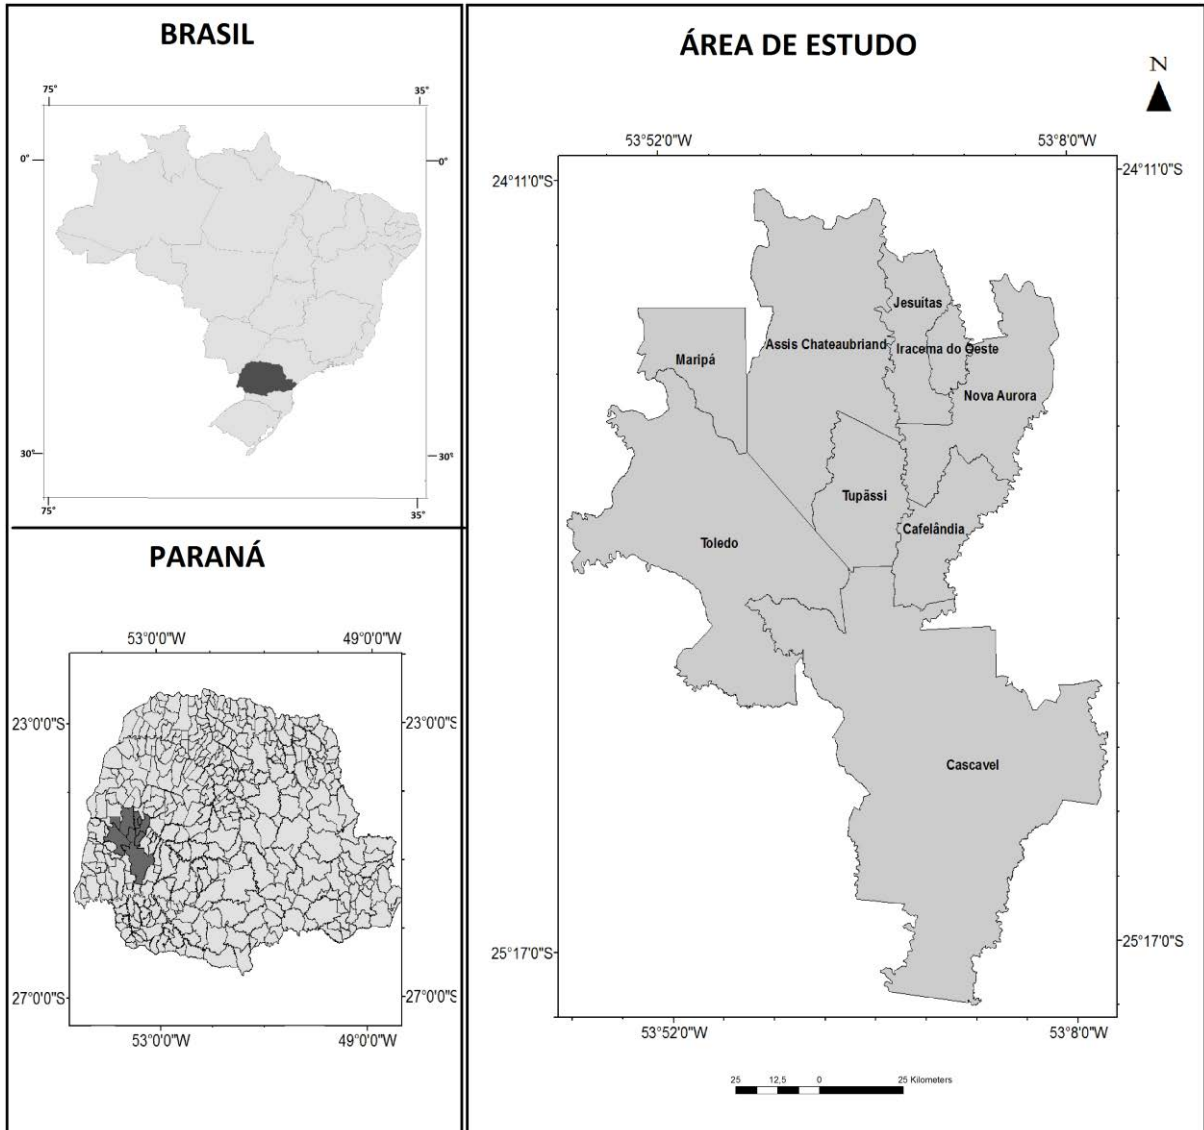 BRASIL
75°
35°
0°
0°
30°
30°
75°
35°
PARANÁ
53°0'0"W
49°0'0"W
23°0'0"S
23°0'0"S
27°0'0"S
27°0'0"S
53°0'0"W
49°0'0"W
ÁREA DE ESTUDO
N
53°52'0"W
53°8'0"W
24°11'0"S
24°11'0"S
Jesuítas
Assis Chateaubriand
Iracema do Oeste
Maripá
Nova Aurora
Tupãssi
Cafelândia
Toledo
Cascavel
25°17'0"S
25°17'0"S
53°52'0"W
53°8'0"W
25 12,5 0 25 Kilometers